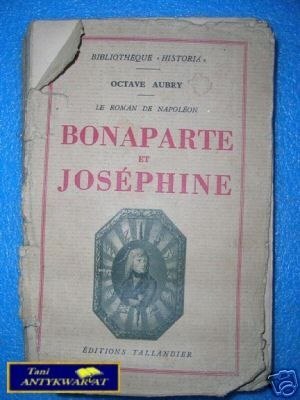 BIBLIOTHÈQUE "HISTORIA"
OCTAVE AUBRY
LE ROMAN DE NAPOLÉON
BONAPARTE
ET
JOSÉPHINE
ÉDITIONS TALLANDIER
Tani
ANTYKWARIAT